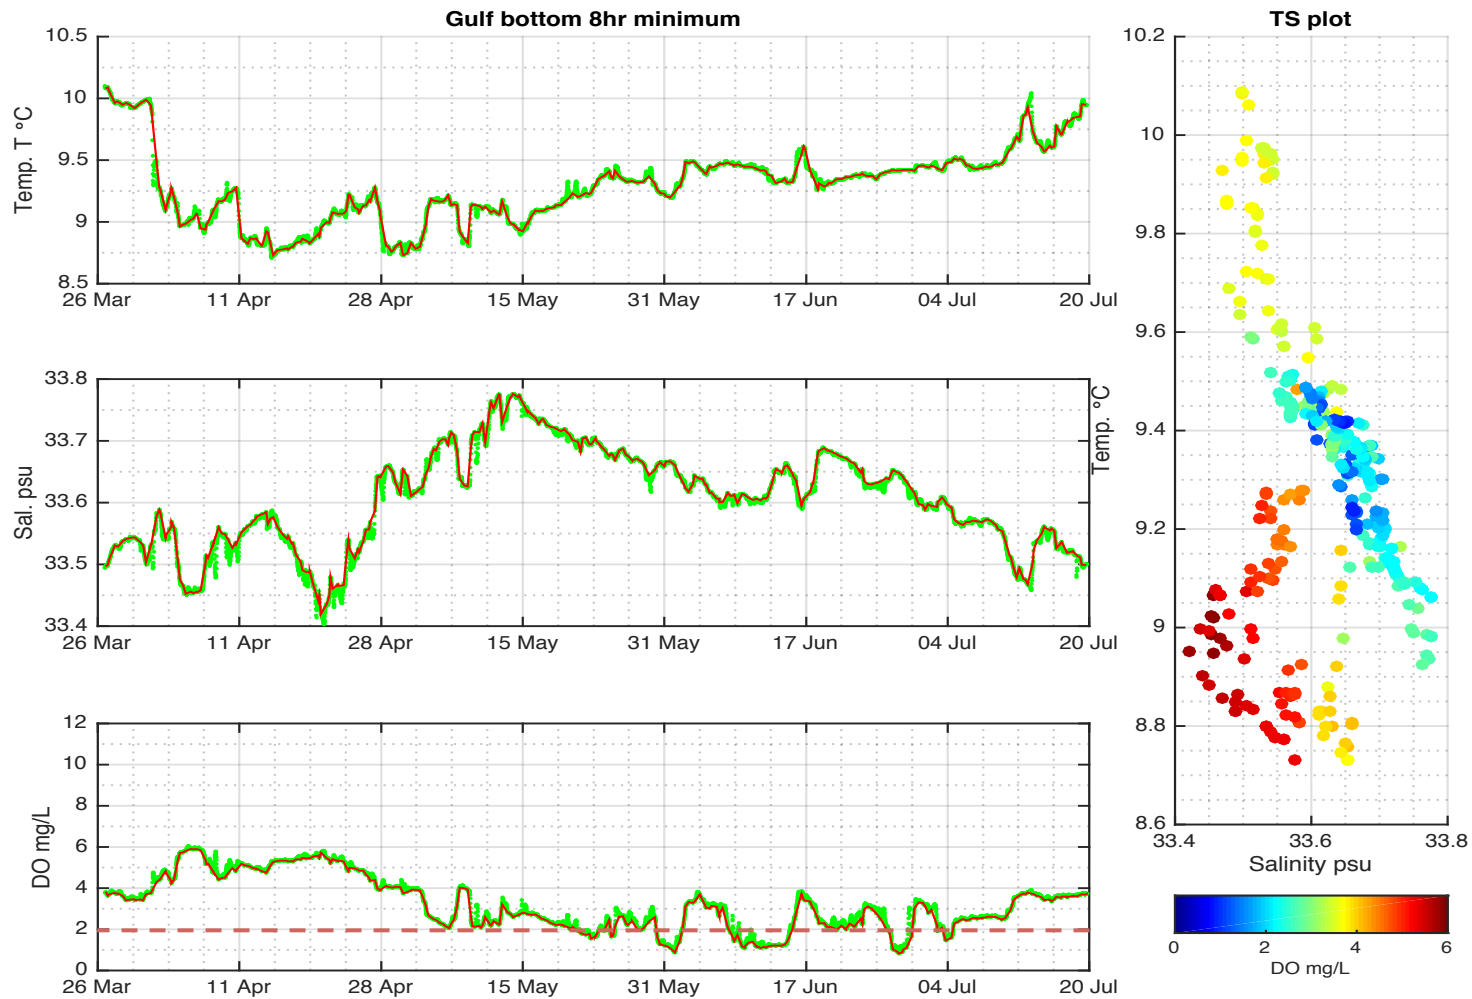 Gulf bottom 8hr minimum
10.5
10
9.5
9
8.5
Temp. T °C
26 Mar 11 Apr 28 Apr 15 May 31 May 17 Jun 04 Jul 20 Jul
33.8
33.7
33.6
33.5
33.4
Sal. psu
26 Mar 11 Apr 28 Apr 15 May 31 May 17 Jun 04 Jul 20 Jul
12
10
8
6
4
2
0
DO mg/L
26 Mar 11 Apr 28 Apr 15 May 31 May 17 Jun 04 Jul 20 Jul
TS plot
10.2
10
9.8
9.6
9.4
9.2
9
8.8
8.6
Temp. °C
33.4 33.6 33.8
Salinity psu
0 2 4 6
DO mg/L